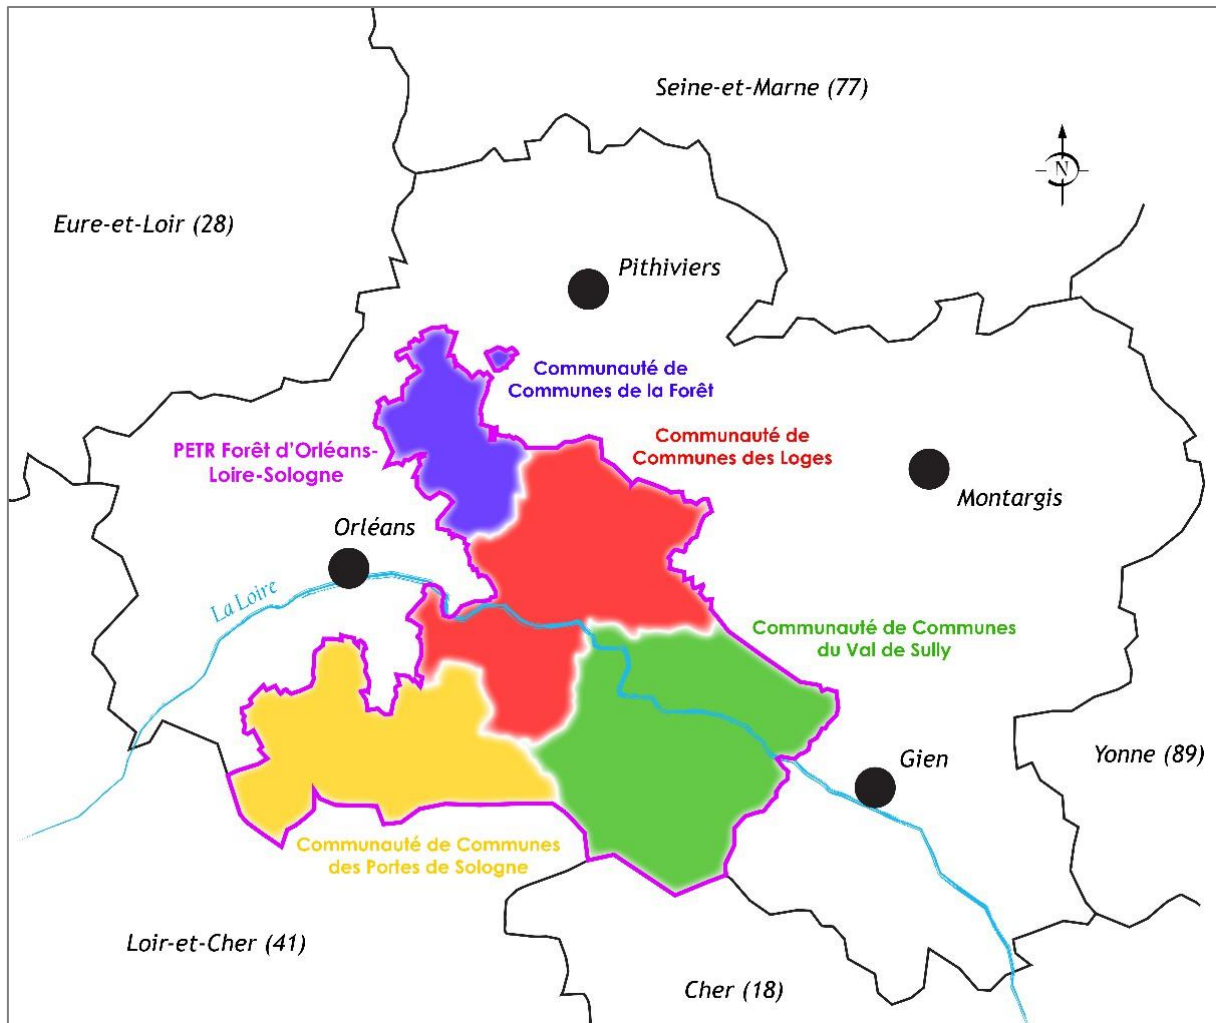 Seine-et-Marne (77)
N
Eure-et-Loir (28)
Pithiviers
Communauté de
Communes de la Forêt
Communauté de
Communes des Loges
PETR Forêt d'Orléans-
Loire-Sologne
Montargis
Orléans
La Loire
Communauté de Communes
du Val de Sully
Gien
Yonne (89)
Communauté de Communes
des Portes de Sologne
Loir-et-Cher (41)
Cher (18)